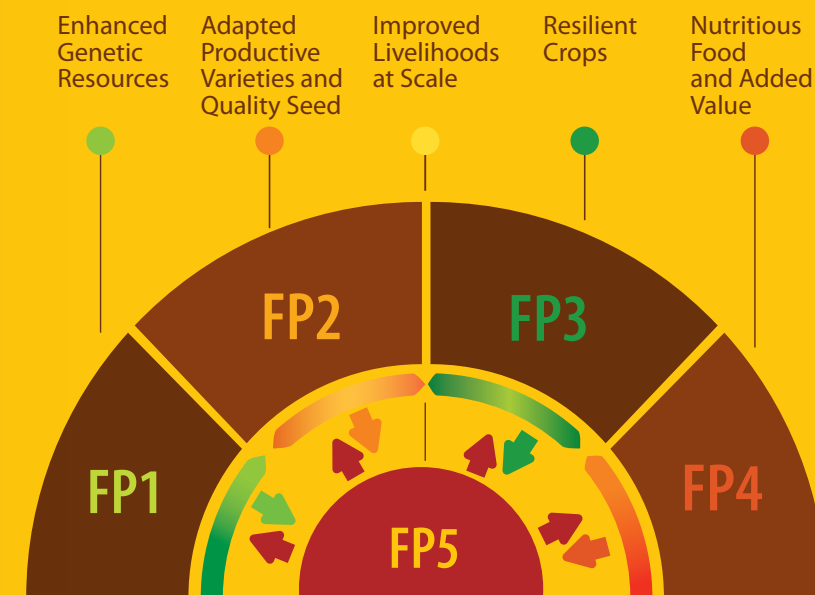 Enhanced
Genetic
Resources
Adapted
Productive
Varieties and
Quality Seed
Improved
Livelihoods
at Scale
Resilient
Crops
Nutritious
Food
and Added
Value
FP1
FP2
FP3
FP4
FP5